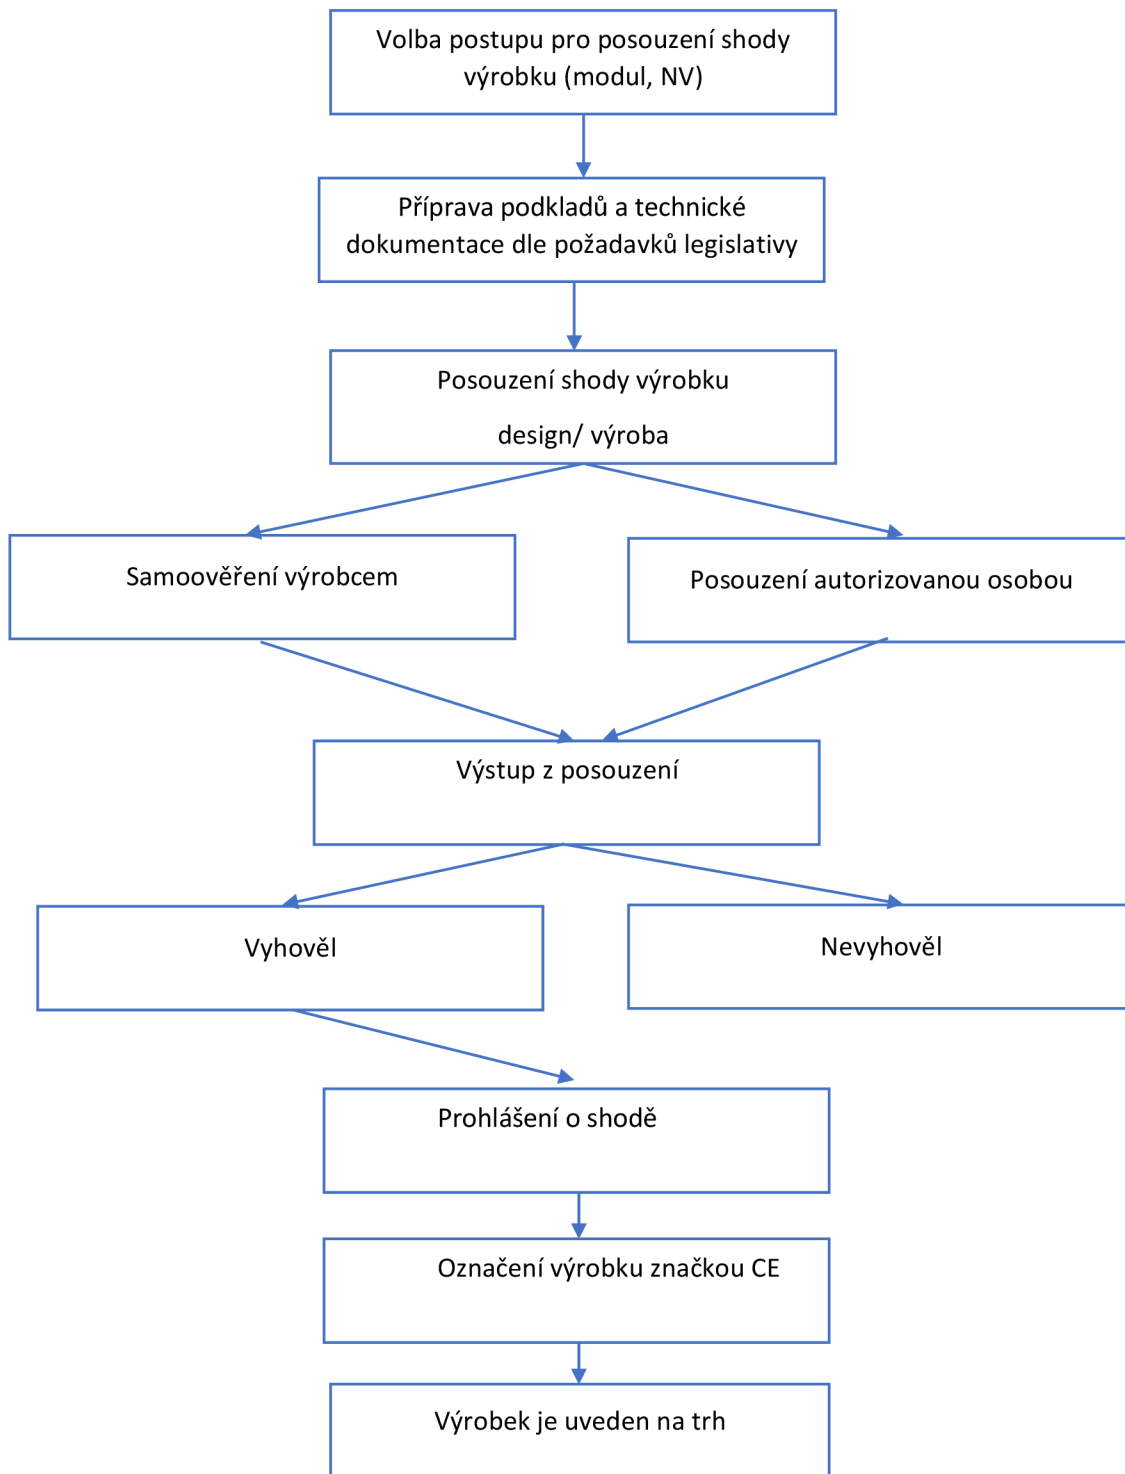 Volba postupu pro posouzení shody
výrobku (modul, NV)
Příprava podkladů a technické
dokumentace dle požadavků legislativy
Posouzení shody výrobku
design/ výroba
Samoověření výrobcem
Posouzení autorizovanou osobou
Výstup z posouzení
Vyhověl
Nevyhověl
Prohlášení o shodě
Označení výrobku značkou CE
Výrobek je uveden na trh